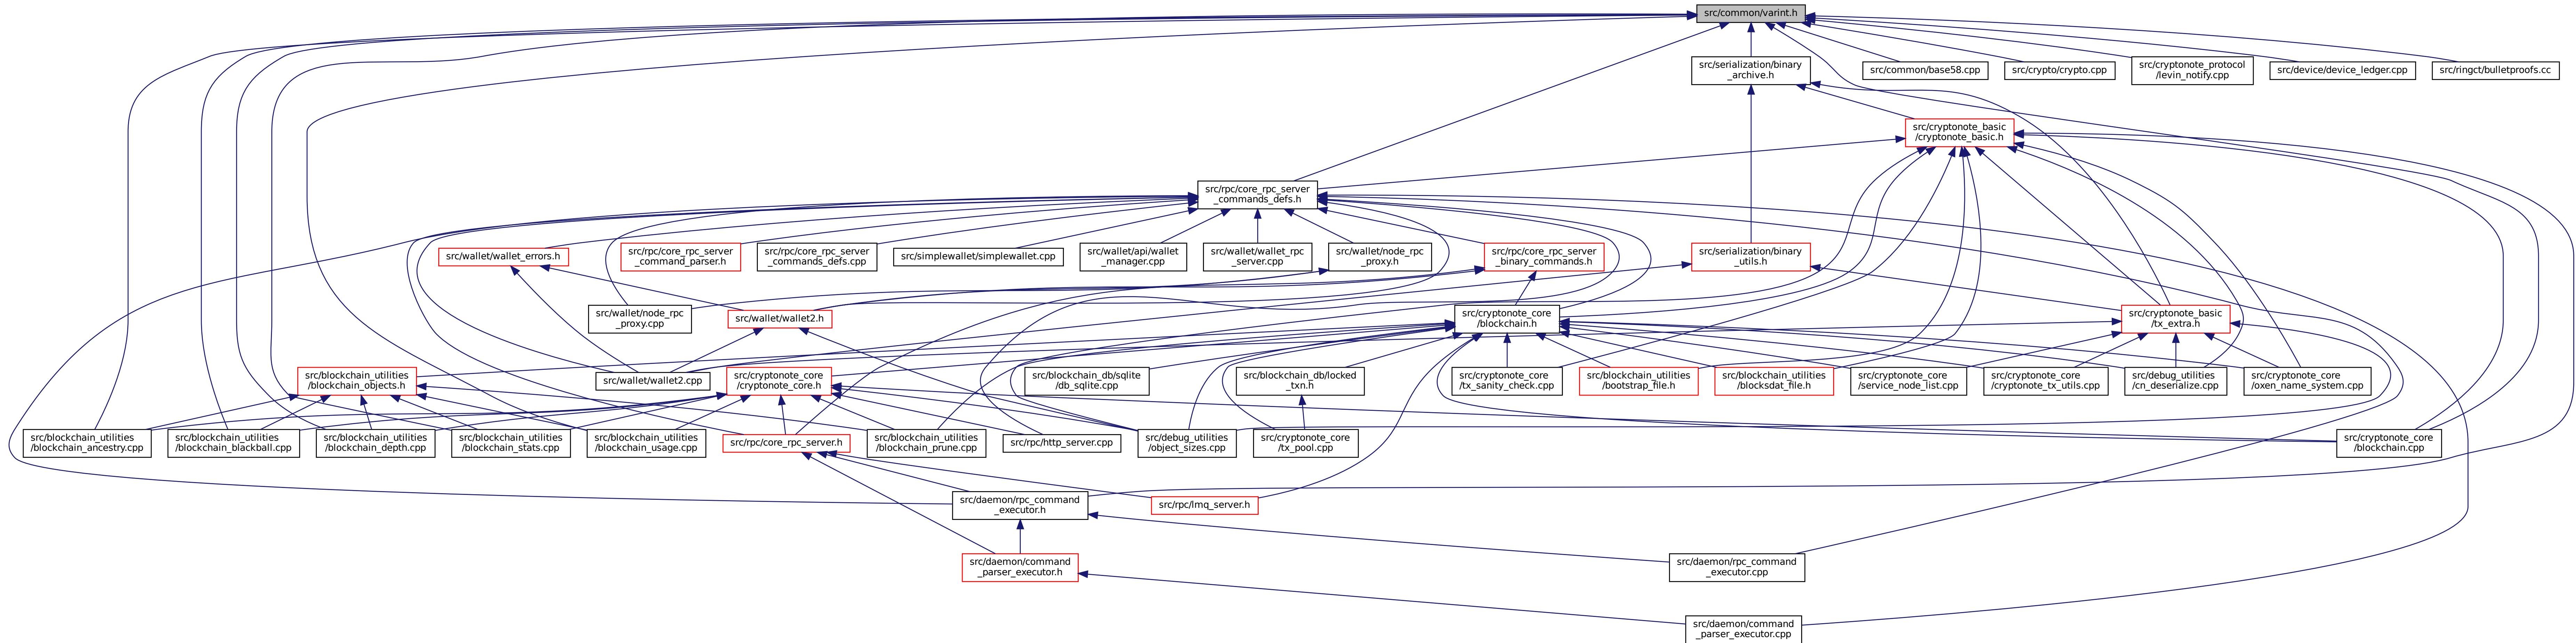 src/common/varint.h
src/serialization/binary
_archive.h
src/common/base58.cpp
src/crypto/crypto.cpp
src/cryptonote_protocol
/levin_notify.cpp
src/device/device_ledger.cpp
src/ringct/bulletproofs.cc
src/cryptonote_basic
/cryptonote_basic.h
src/rpc/core_rpc_server
_commands_defs.h
src/wallet/wallet_errors.h
src/rpc/core_rpc_server
_command_parser.h
src/rpc/core_rpc_server
_commands_defs.cpp
src/simplewallet/simplewallet.cpp
src/wallet/api/wallet
_manager.cpp
src/wallet/wallet_rpc
_server.cpp
src/wallet/node_rpc
_proxy.h
src/rpc/core_rpc_server
_binary_commands.h
src/serialization/binary
_utils.h
src/wallet/node_rpc
_proxy.cpp
src/wallet/wallet2.h
src/cryptonote_core
/blockchain.h
src/cryptonote_basic
/tx_extra.h
src/blockchain_utilities
/blockchain_objects.h
src/wallet/wallet2.cpp
src/cryptonote_core
/cryptonote_core.h
src/blockchain_db/sqlite
/db_sqlite.cpp
src/blockchain_db/locked
_txn.h
src/cryptonote_core
/tx_sanity_check.cpp
src/blockchain_utilities
/bootstrap_file.h
src/blockchain_utilities
/blocksdat_file.h
src/cryptonote_core
/service_node_list.cpp
src/cryptonote_core
/cryptonote_tx_utils.cpp
src/debug_utilities
/cn_deserialize.cpp
src/cryptonote_core
/oxen_name_system.cpp
src/blockchain_utilities
/blockchain_ancestry.cpp
src/blockchain_utilities
/blockchain_blackball.cpp
src/blockchain_utilities
/blockchain_depth.cpp
src/blockchain_utilities
/blockchain_stats.cpp
src/blockchain_utilities
/blockchain_usage.cpp
src/rpc/core_rpc_server.h
src/blockchain_utilities
/blockchain_prune.cpp
src/rpc/http_server.cpp
src/debug_utilities
/object_sizes.cpp
src/cryptonote_core
/tx_pool.cpp
src/cryptonote_core
/blockchain.cpp
src/daemon/rpc_command
_executor.h
src/rpc/lmq_server.h
src/daemon/command
_parser_executor.h
src/daemon/rpc_command
_executor.cpp
src/daemon/command
_parser_executor.cpp